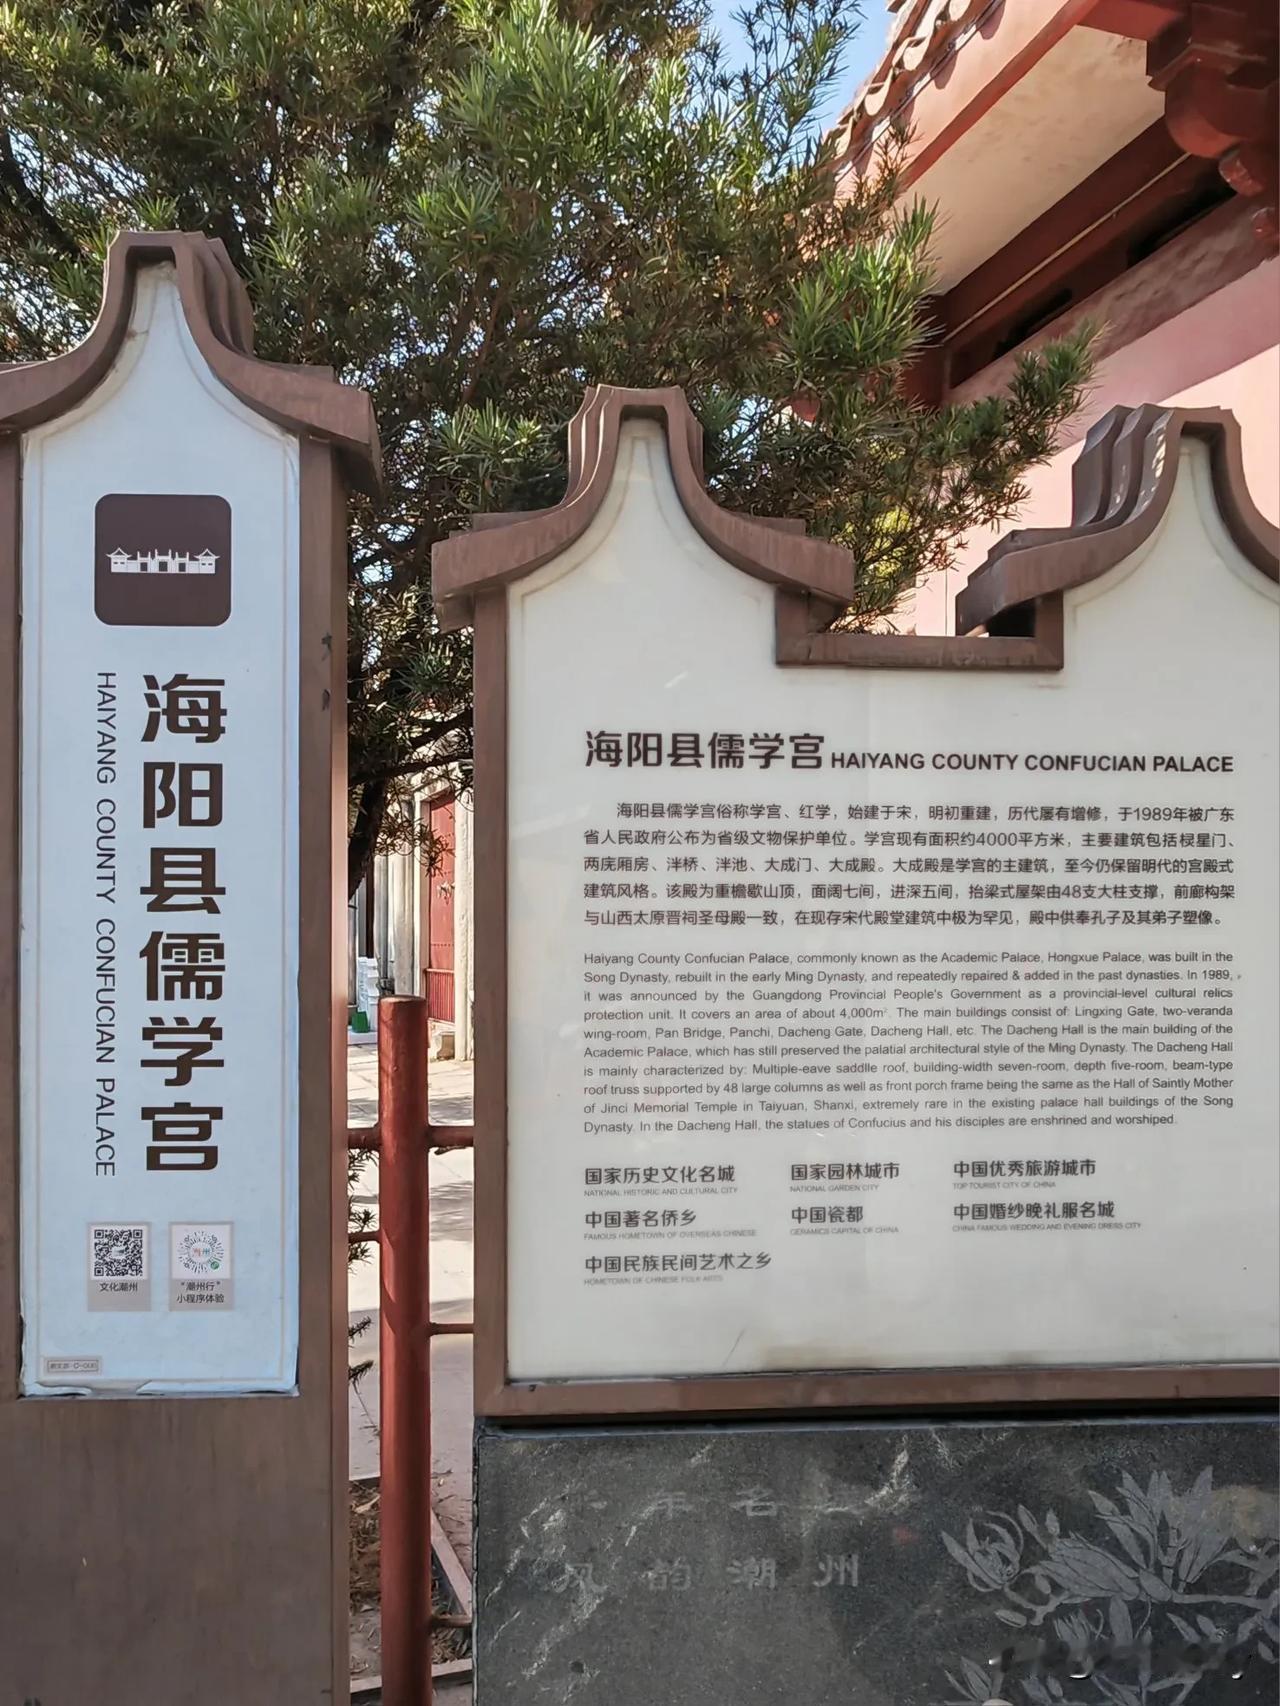 海阳县儒学宫
HAIYANG COUNTY CONFUCIAN PALACE
文化潮州
“潮州行”
小程序体验
海阳县儒学宫 HAIYANG COUNTY CONFUCIAN PALACE
海阳县儒学宫俗称学宫、红学，始建于宋，明初重建，历代屡有增修，于1989年被广东
省人民政府公布为省级文物保护单位。学宫现有面积约4000平方米，主要建筑包括棂星门、
两庑厢房、泮桥、泮池、大成门、大成殿。大成殿是学宫的主建筑，至今仍保留明代的宫殿式
建筑风格。该殿为重檐歇山顶，面阔七间，进深五间，抬梁式屋架由48支大柱支撑，前廊构架
与山西太原晋祠圣母殿一致，在现存宋代殿堂建筑中极为罕见，殿中供奉孔子及其弟子塑像。
Haiyang County Confucian Palace, commonly known as the Academic Palace, Hongxue Palace, was built in the
Song Dynasty, rebuilt in the early Ming Dynasty, and repeatedly repaired & added in the past dynasties. In 1989,
it was announced by the Guangdong Provincial People's Government as a provincial-level cultural relics
protection unit. It covers an area of about 4,000m². The main buildings consist of: Lingxing Gate, two-veranda
wing-room, Pan Bridge, Panchi, Dacheng Gate, Dacheng Hall, etc. The Dacheng Hall is the main building of the
Academic Palace, which has still preserved the palatial architectural style of the Ming Dynasty. The Dacheng Hall
is mainly characterized by: Multiple-eave saddle roof, building-width seven-room, depth five-room, beam-type
roof truss supported by 48 large columns as well as front porch frame being the same as the Hall of Saintly Mother
of Jinci Memorial Temple in Taiyuan, Shanxi, extremely rare in the existing palace hall buildings of the Song
Dynasty. In the Dacheng Hall, the statues of Confucius and his disciples are enshrined and worshiped.
国家历史文化名城
NATIONAL HISTORIC AND CULTURAL CITY
国家园林城市
NATIONAL GARDEN CITY
中国优秀旅游城市
TOP TOURIST CITY OF CHINA
中国著名侨乡
FAMOUS HOMETOWN OF OVERSEAS CHINESE
中国瓷都
CERAMICS CAPITAL OF CHINA
中国婚纱晚礼服名城
CHINA FAMOUS WEDDING AND EVENING DRESS CITY
中国民族民间艺术之乡
HOMETOWN OF CHINESE FOLK ARTS
千年名
风韵潮州